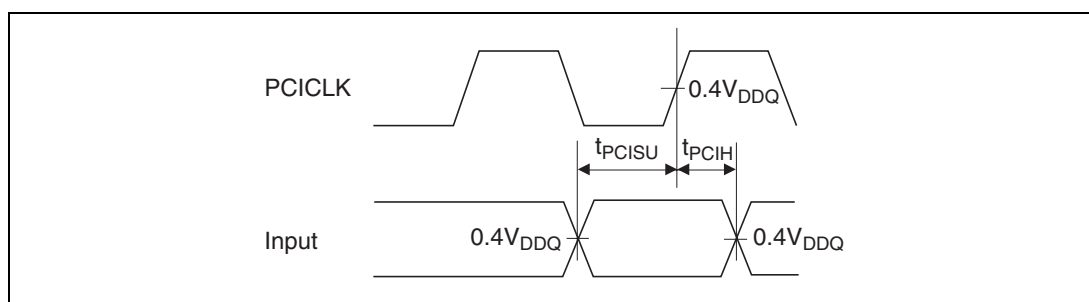 PCICLK
0.4VDDQ
tPCISU
tPCIH
Input
0.4VDDQ
0.4VDDQ